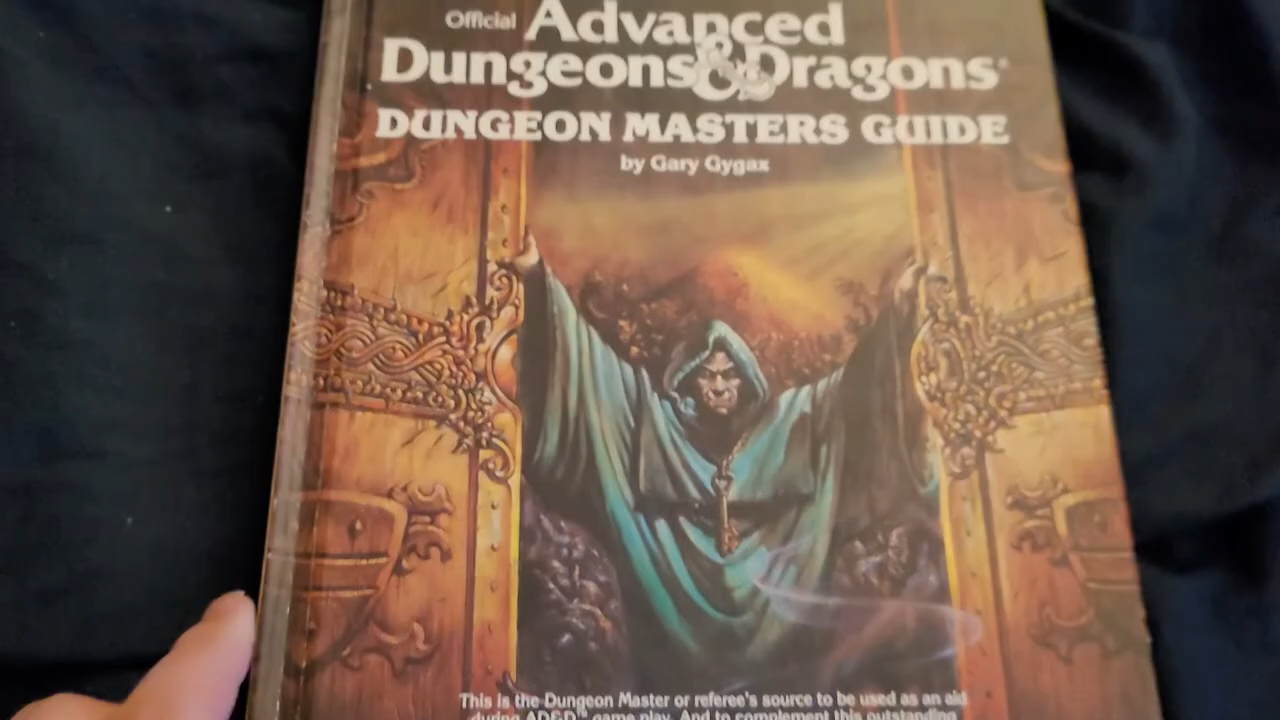 Official Advanced
Dungeons & Dragons®
DUNGEON MASTERS GUIDE
by Gary Gygax
This is the Dungeon Master or referee's source to be used as an aid
during AD&D™ game play. And to complement this outstanding